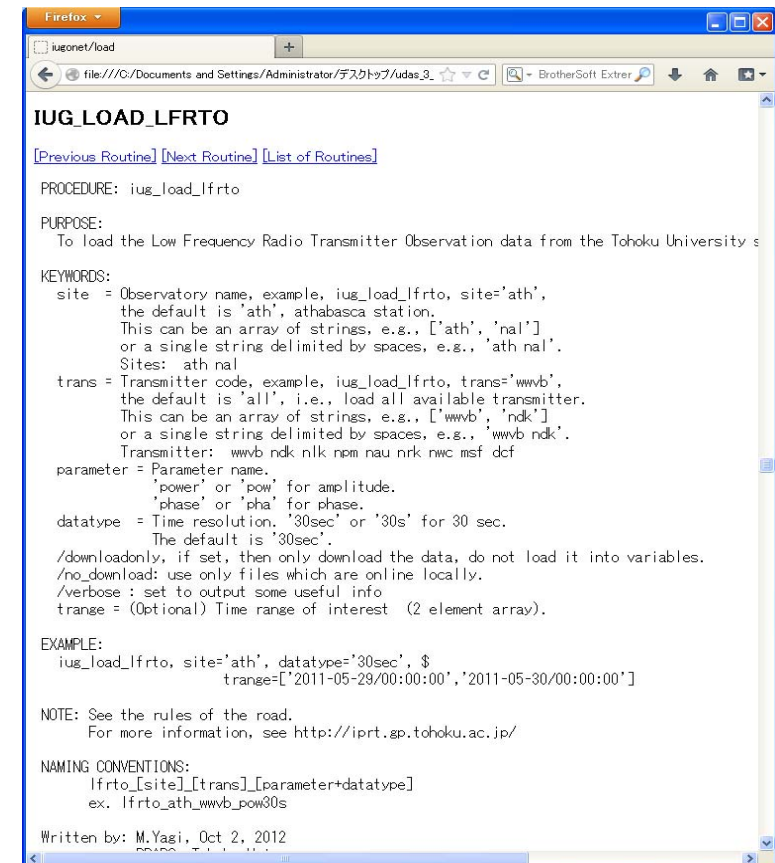 Firefox
iugonet/load
+
file:///C:/Documents and Settings/Administrator/デスクトップ/udas_3_
BrotherSoft Extrer
IUG_LOAD_LFRTO
[Previous Routine] [Next Routine] [List of Routines]
PROCEDURE: iug_load_lfrto
PURPOSE:
To load the Low Frequency Radio Transmitter Observation data from the Tohoku University s
KEYWORDS:
site = Observatory name, example, iug_load_lfrto, site='ath',
the default is 'ath', athabasca station.
This can be an array of strings, e.g., ['ath', 'nal']
or a single string delimited by spaces, e.g., 'ath nal'.
Sites: ath nal
trans = Transmitter code, example, iug_load_lfrto, trans='wwvb',
the default is 'all', i.e., load all available transmitter.
This can be an array of strings, e.g., ['wwvb', 'ndk']
or a single string delimited by spaces, e.g., 'wwvb ndk'.
Transmitter: wwvb ndk nlk npm nau nrk nwc msf dcf
parameter = Parameter name.
'power' or 'pow' for amplitude.
'phase' or 'pha' for phase.
datatype = Time resolution. '30sec' or '30s' for 30 sec.
The default is '30sec'.
/downloadonly, if set, then only download the data, do not load it into variables.
/no_download: use only files which are online locally.
/verbose : set to output some useful info
trange = (Optional) Time range of interest (2 element array).
EXAMPLE:
iug_load_lfrto, site='ath', datatype='30sec', $
trange=['2011-05-29/00:00:00','2011-05-30/00:00:00']
NOTE: See the rules of the road.
For more information, see http://iprt.gp.tohoku.ac.jp/
NAMING CONVENTIONS:
lfrto_[site]_[trans]_[parameter+datatype]
ex. lfrto_ath_wwvb_pow30s
Written by: M.Yagi, Oct 2, 2012